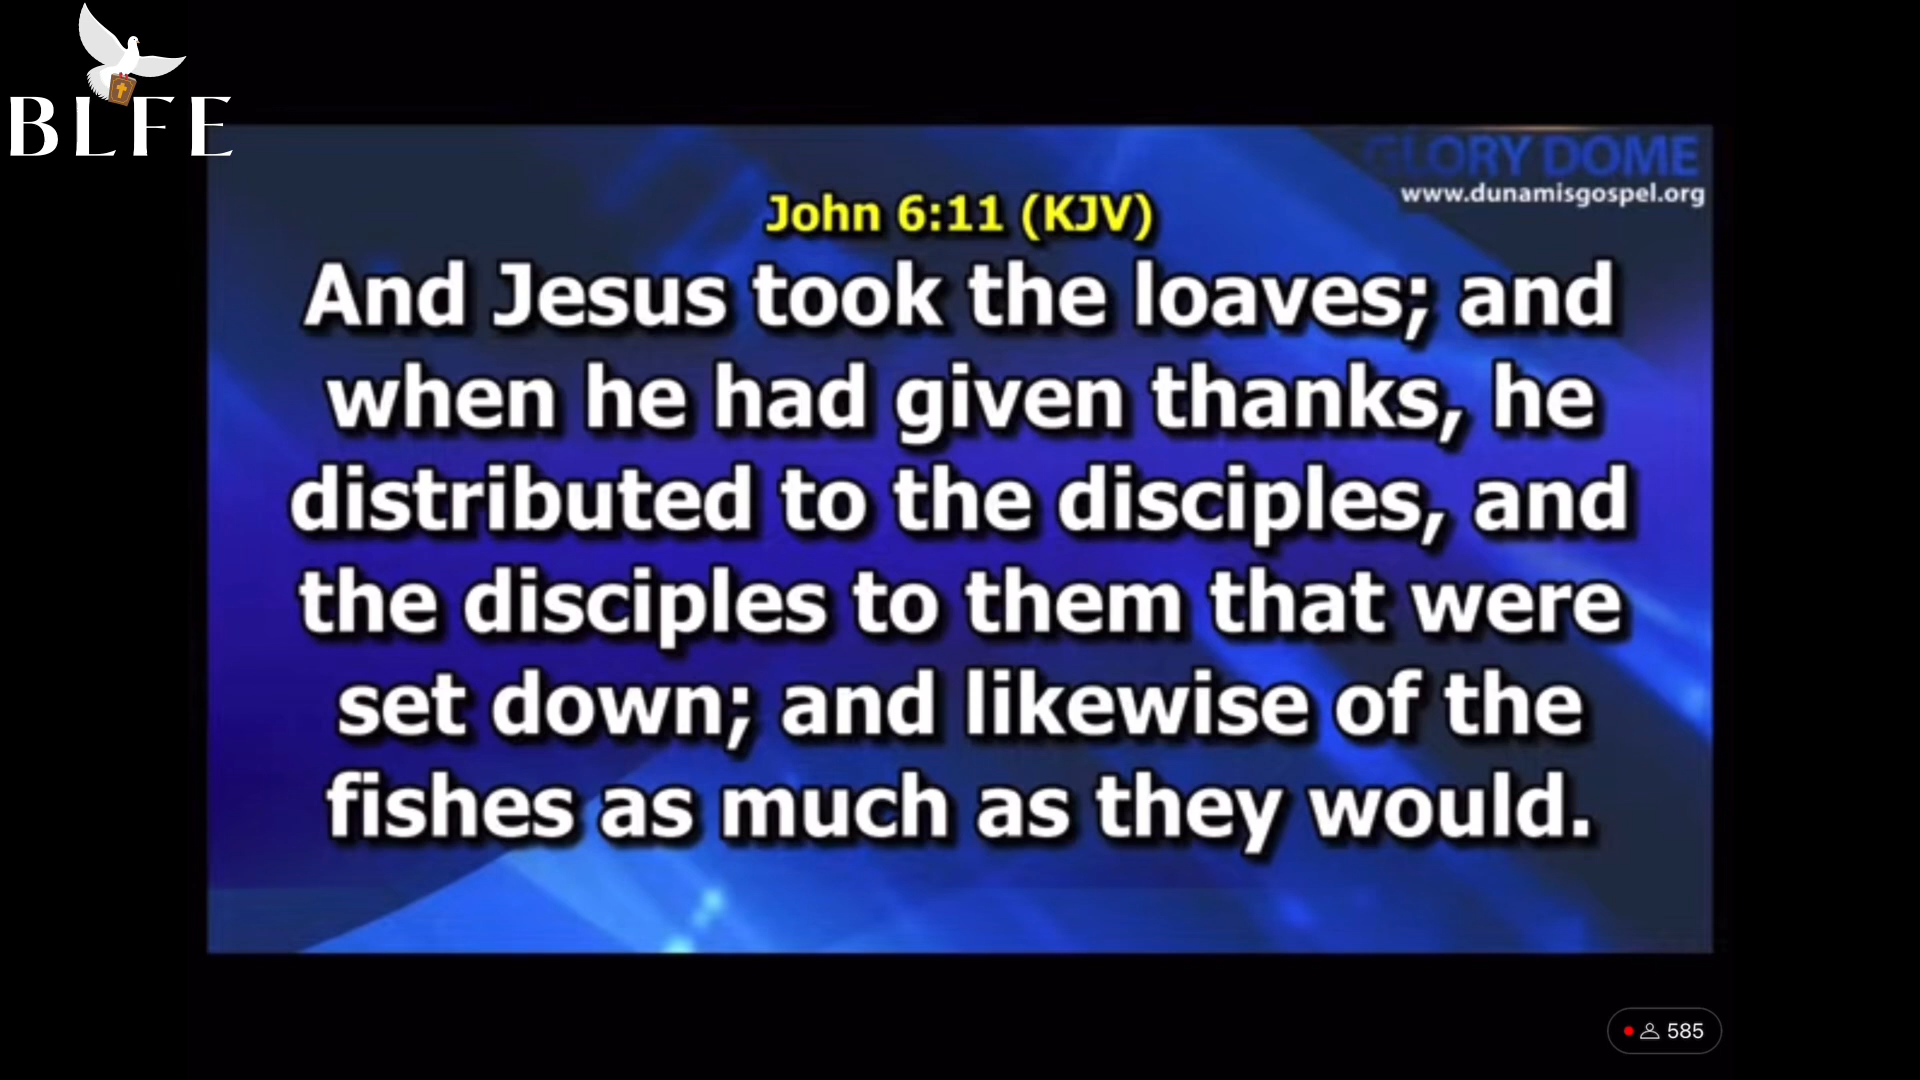 BLFE
GLORY DOME
www.dunamisgospel.org
John 6:11 (KJV)
And Jesus took the loaves; and
when he had given thanks, he
distributed to the disciples, and
the disciples to them that were
set down; and likewise of the
fishes as much as they would.
585